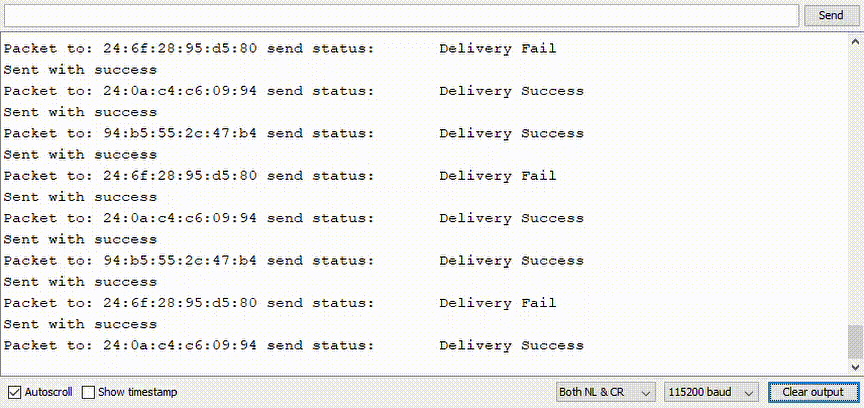 Send
Packet to: 24:6f:28:95:d5:80 send status: Delivery Fail
Sent with success
Packet to: 24:0a:c4:c6:09:94 send status: Delivery Success
Sent with success
Packet to: 94:b5:55:2c:47:b4 send status: Delivery Success
Sent with success
Packet to: 24:6f:28:95:d5:80 send status: Delivery Fail
Sent with success
Packet to: 24:0a:c4:c6:09:94 send status: Delivery Success
Sent with success
Packet to: 94:b5:55:2c:47:b4 send status: Delivery Success
Sent with success
Packet to: 24:6f:28:95:d5:80 send status: Delivery Fail
Sent with success
Packet to: 24:0a:c4:c6:09:94 send status: Delivery Success
Autoscroll Show timestamp Both NL & CR 115200 baud Clear output